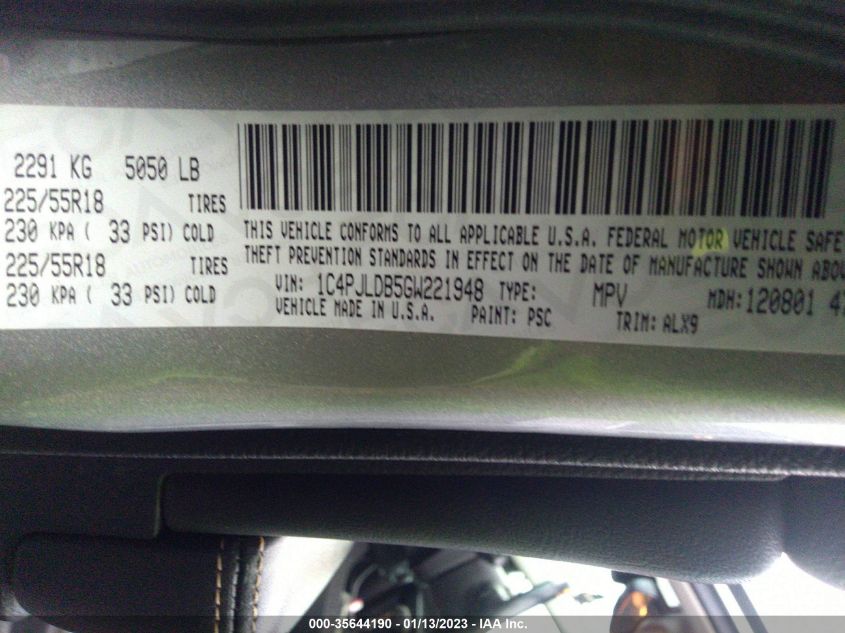 2291 KG 5050 LB
225/55R18 TIRES
230 KPA ( 33 PSI) COLD
225/55R18 TIRES
230 KPA ( 33 PSI) COLD
THIS VEHICLE CONFORMS TO ALL APPLICABLE U.S.A. FEDERAL MOTOR VEHICLE SAFE
THEFT PREVENTION STANDARDS IN EFFECT ON THE DATE OF MANUFACTURE SHOWN ABOV
VIN: 1C4PJLDB5GW221948 TYPE: MPV MDH: 120801 47
VEHICLE MADE IN U.S.A. PAINT: PSC TRIM: ALX9
000-35644190 - 01/13/2023 - © IAA Inc.